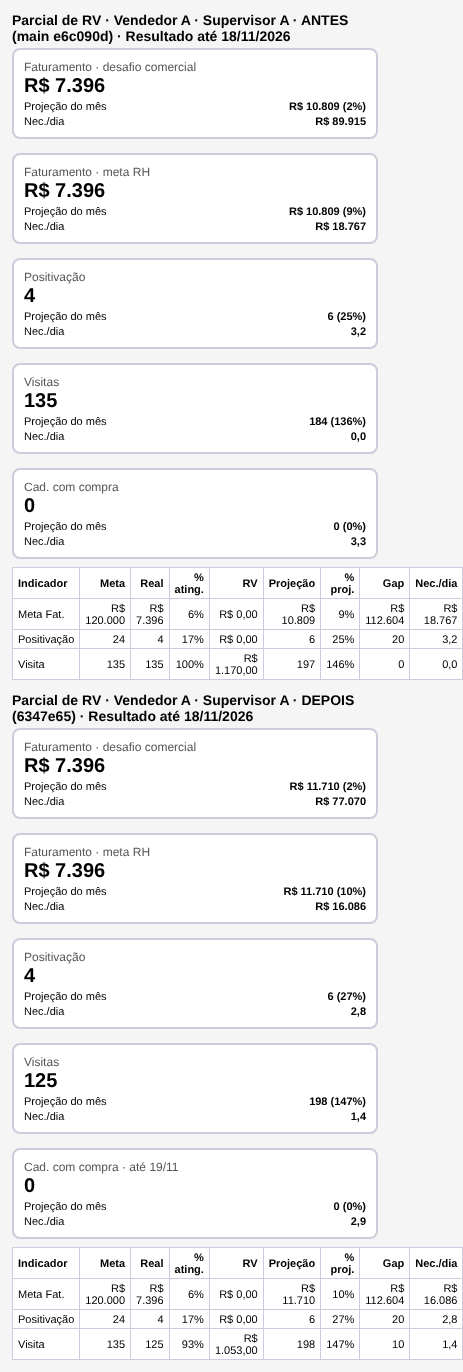 Parcial de RV · Vendedor A · Supervisor A · ANTES
(main e6c090d) · Resultado até 18/11/2026
Faturamento · desafio comercial
R$ 7.396
Projeção do mês R$ 10.809 (2%)
Nec./dia R$ 89.915
Faturamento · meta RH
R$ 7.396
Projeção do mês R$ 10.809 (9%)
Nec./dia R$ 18.767
Positivação
4
Projeção do mês 6 (25%)
Nec./dia 3,2
Visitas
135
Projeção do mês 184 (136%)
Nec./dia 0,0
Cad. com compra
0
Projeção do mês 0 (0%)
Nec./dia 3,3
Indicador Meta Real % ating. RV Projeção % proj. Gap Nec./dia
Meta Fat. R$ 120.000 R$ 7.396 6% R$ 0,00 R$ 10.809 9% R$ 112.604 R$ 18.767
Positivação 24 4 17% R$ 0,00 6 25% 20 3,2
Visita 135 135 100% R$ 1.170,00 197 146% 0 0,0
Parcial de RV · Vendedor A · Supervisor A · DEPOIS
(6347e65) · Resultado até 18/11/2026
Faturamento · desafio comercial
R$ 7.396
Projeção do mês R$ 11.710 (2%)
Nec./dia R$ 77.070
Faturamento · meta RH
R$ 7.396
Projeção do mês R$ 11.710 (10%)
Nec./dia R$ 16.086
Positivação
4
Projeção do mês 6 (27%)
Nec./dia 2,8
Visitas
125
Projeção do mês 198 (147%)
Nec./dia 1,4
Cad. com compra · até 19/11
0
Projeção do mês 0 (0%)
Nec./dia 2,9
Indicador Meta Real % ating. RV Projeção % proj. Gap Nec./dia
Meta Fat. R$ 120.000 R$ 7.396 6% R$ 0,00 R$ 11.710 10% R$ 112.604 R$ 16.086
Positivação 24 4 17% R$ 0,00 6 27% 20 2,8
Visita 135 125 93% R$ 1.053,00 198 147% 10 1,4